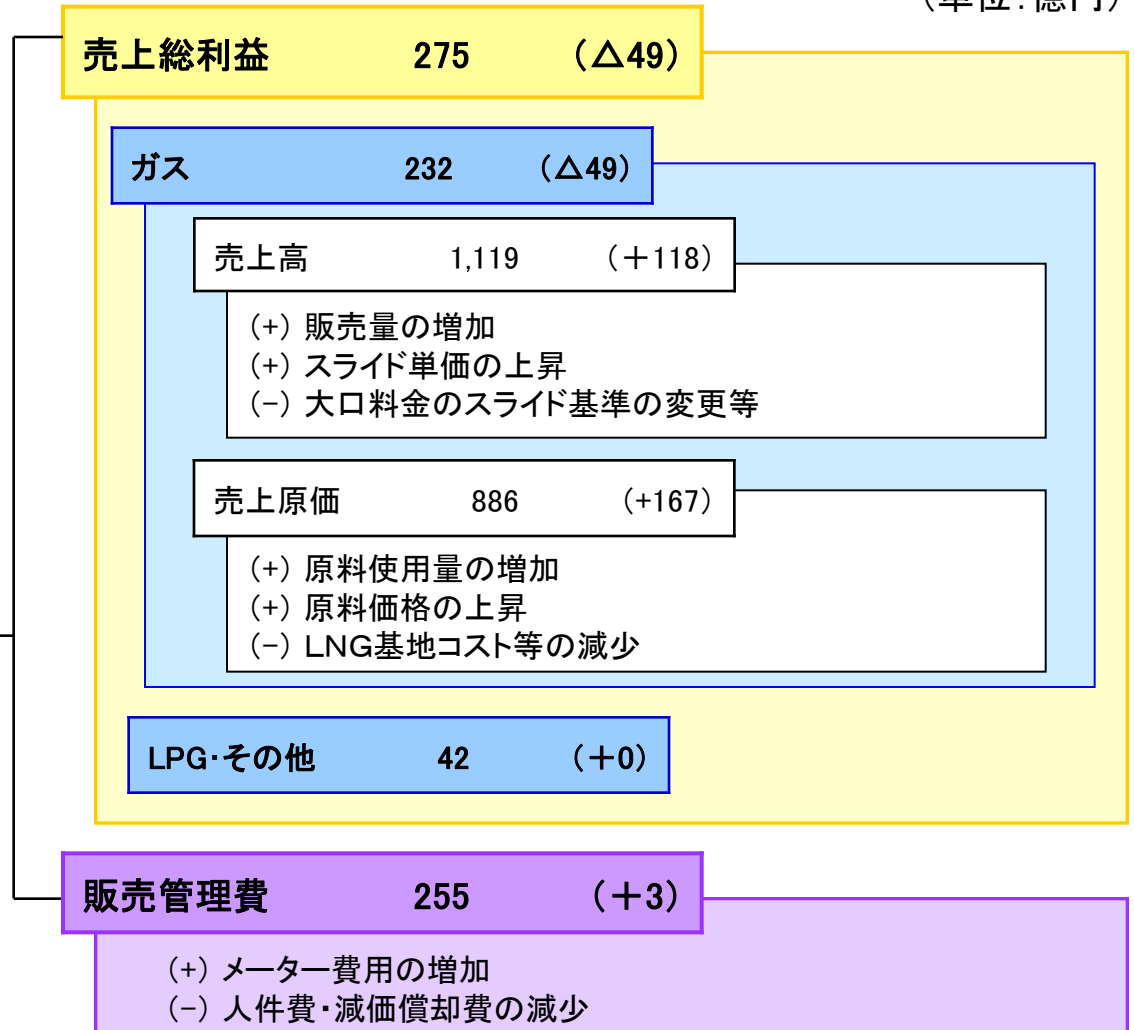 (単位:億円)
売上総利益 275 (△49)
ガス 232 (△49)
売上高 1,119 (+118)
(+) 販売量の増加
(+) スライド単価の上昇
(-) 大口料金のスライド基準の変更等
売上原価 886 (+167)
(+) 原料使用量の増加
(+) 原料価格の上昇
(-) LNG基地コスト等の減少
LPG・その他 42 (+0)
販売管理費 255 (+3)
(+) メーター費用の増加
(-) 人件費・減価償却費の減少